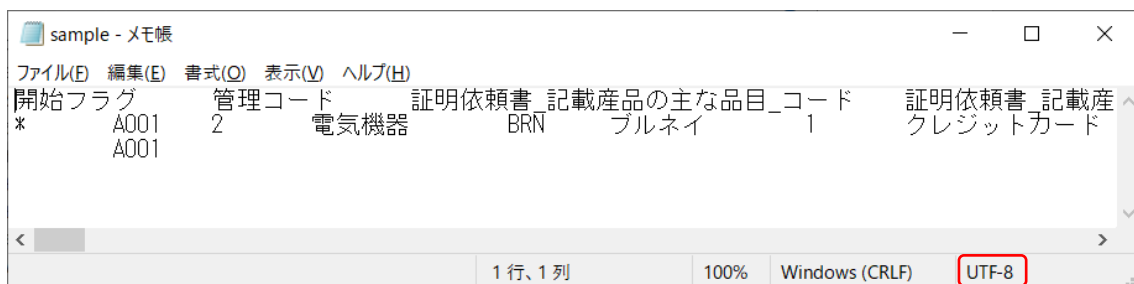 sample - メモ帳
ファイル(F) 編集(E) 書式(O) 表示(V) ヘルプ(H)
開始フラグ 管理コード 証明依頼書_記載産品の主な品目_コード 証明依頼書_記載産
* A001 2 電気機器 BRN ブルネイ 1 クレジットカード
A001
1 行、1 列 100% Windows (CRLF) UTF-8